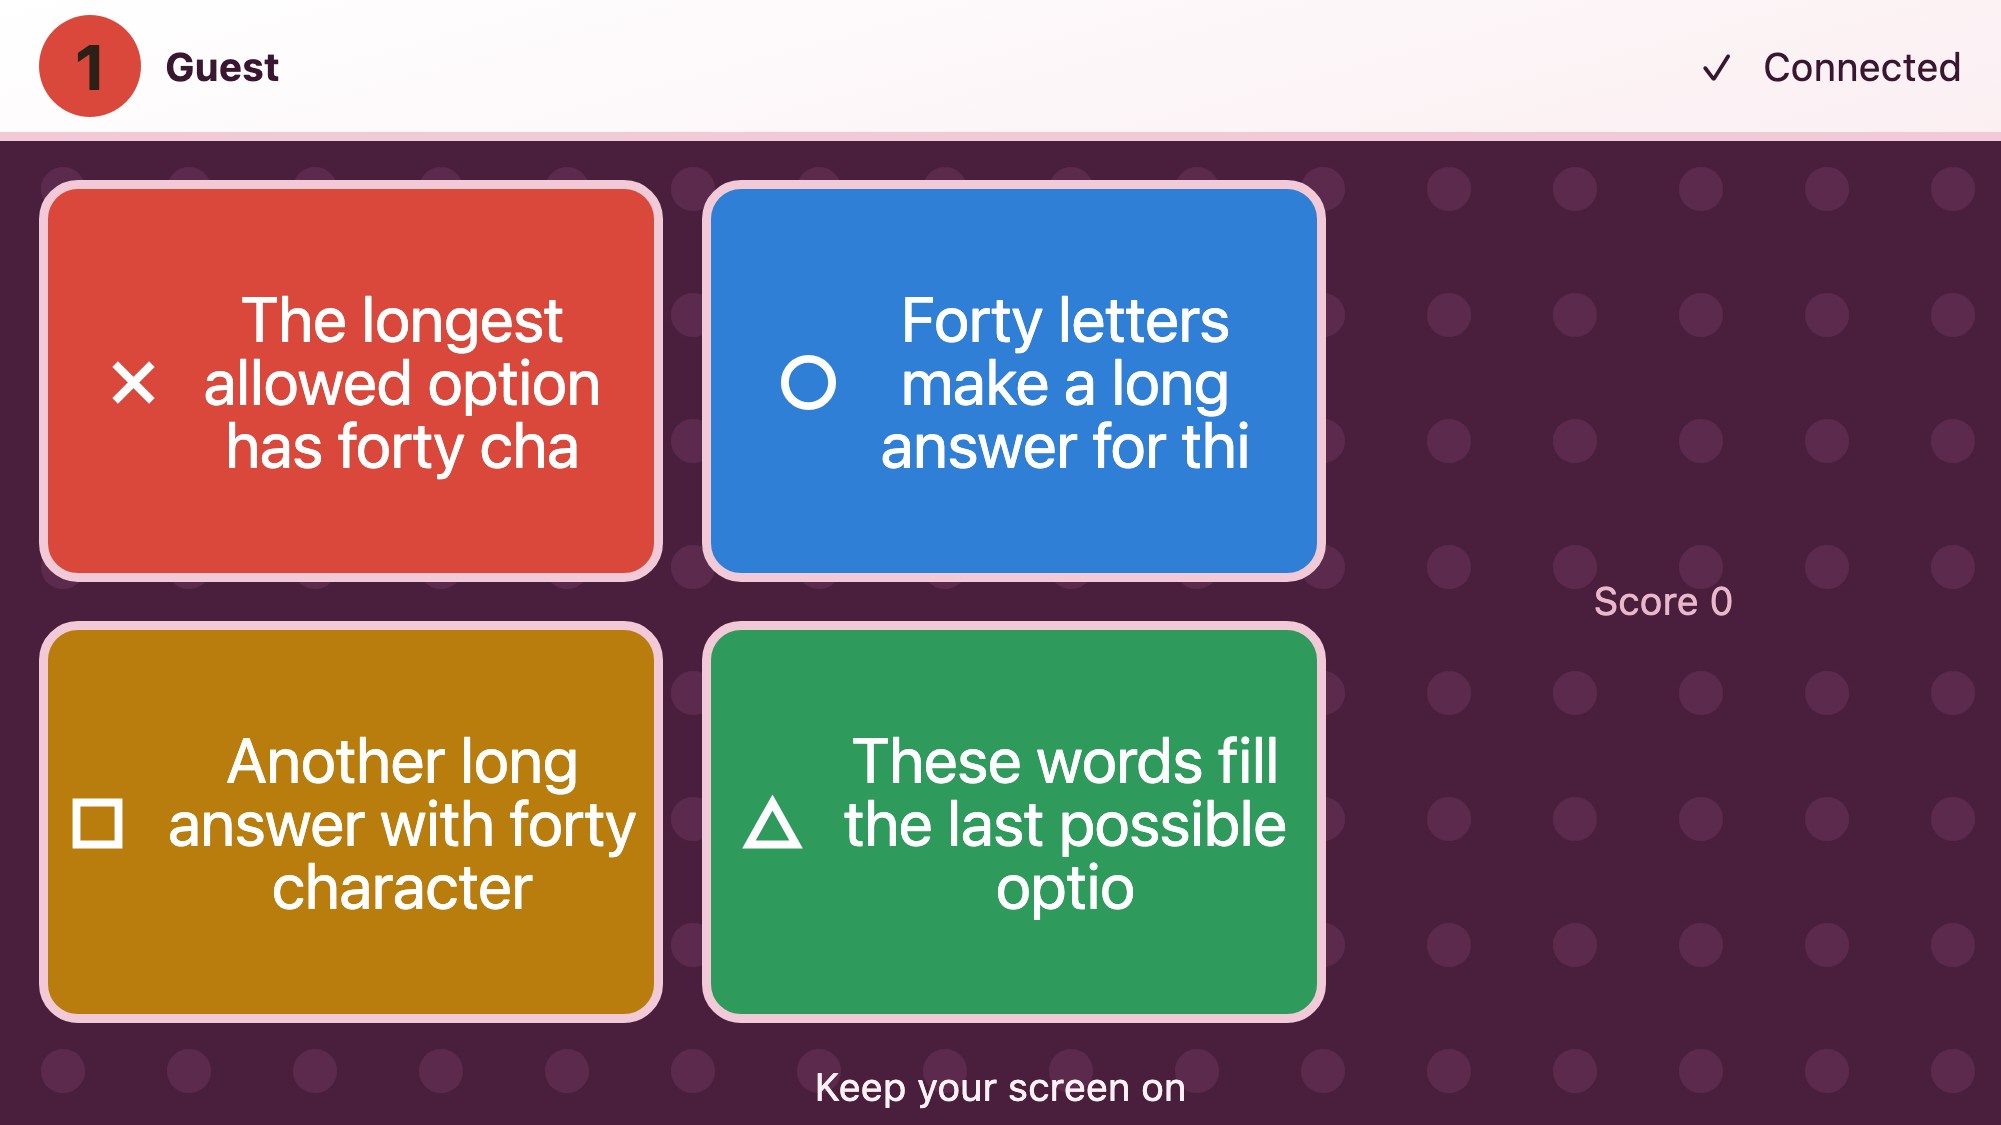 1 Guest
✓ Connected
The longest
allowed option
has forty cha
Forty letters
make a long
answer for thi
Score 0
Another long
answer with forty
character
These words fill
the last possible
optio
Keep your screen on